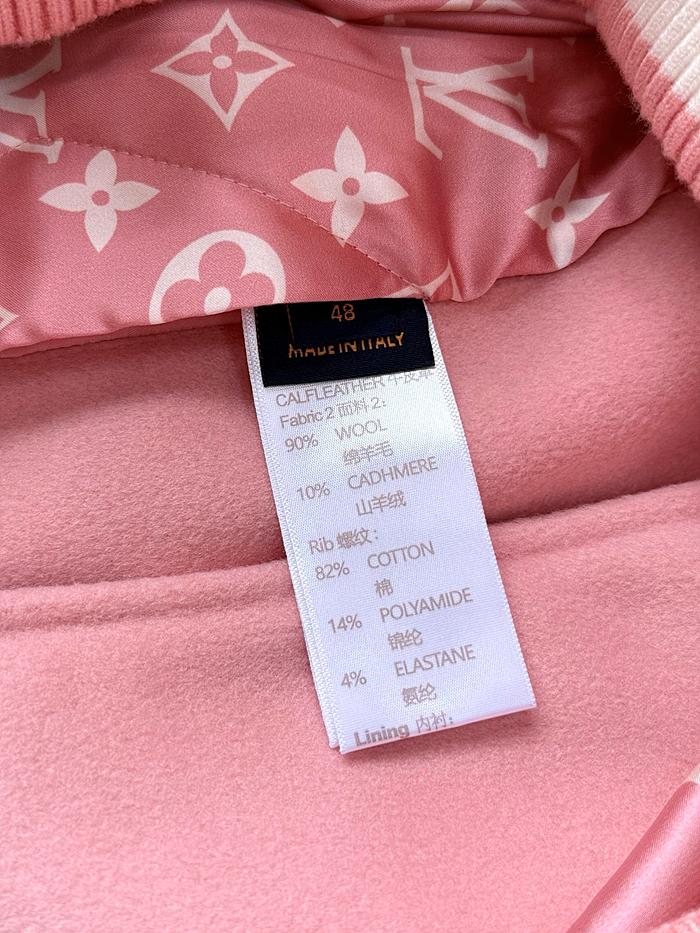 48
MADE IN ITALY
CALFLEATHER 牛皮革
Fabric 2 面料 2:
90% WOOL
绵羊毛
10% CADHMERE
山羊绒
Rib 螺纹:
82% COTTON
棉
14% POLYAMIDE
锦纶
4% ELASTANE
氨纶
Lining 内衬: